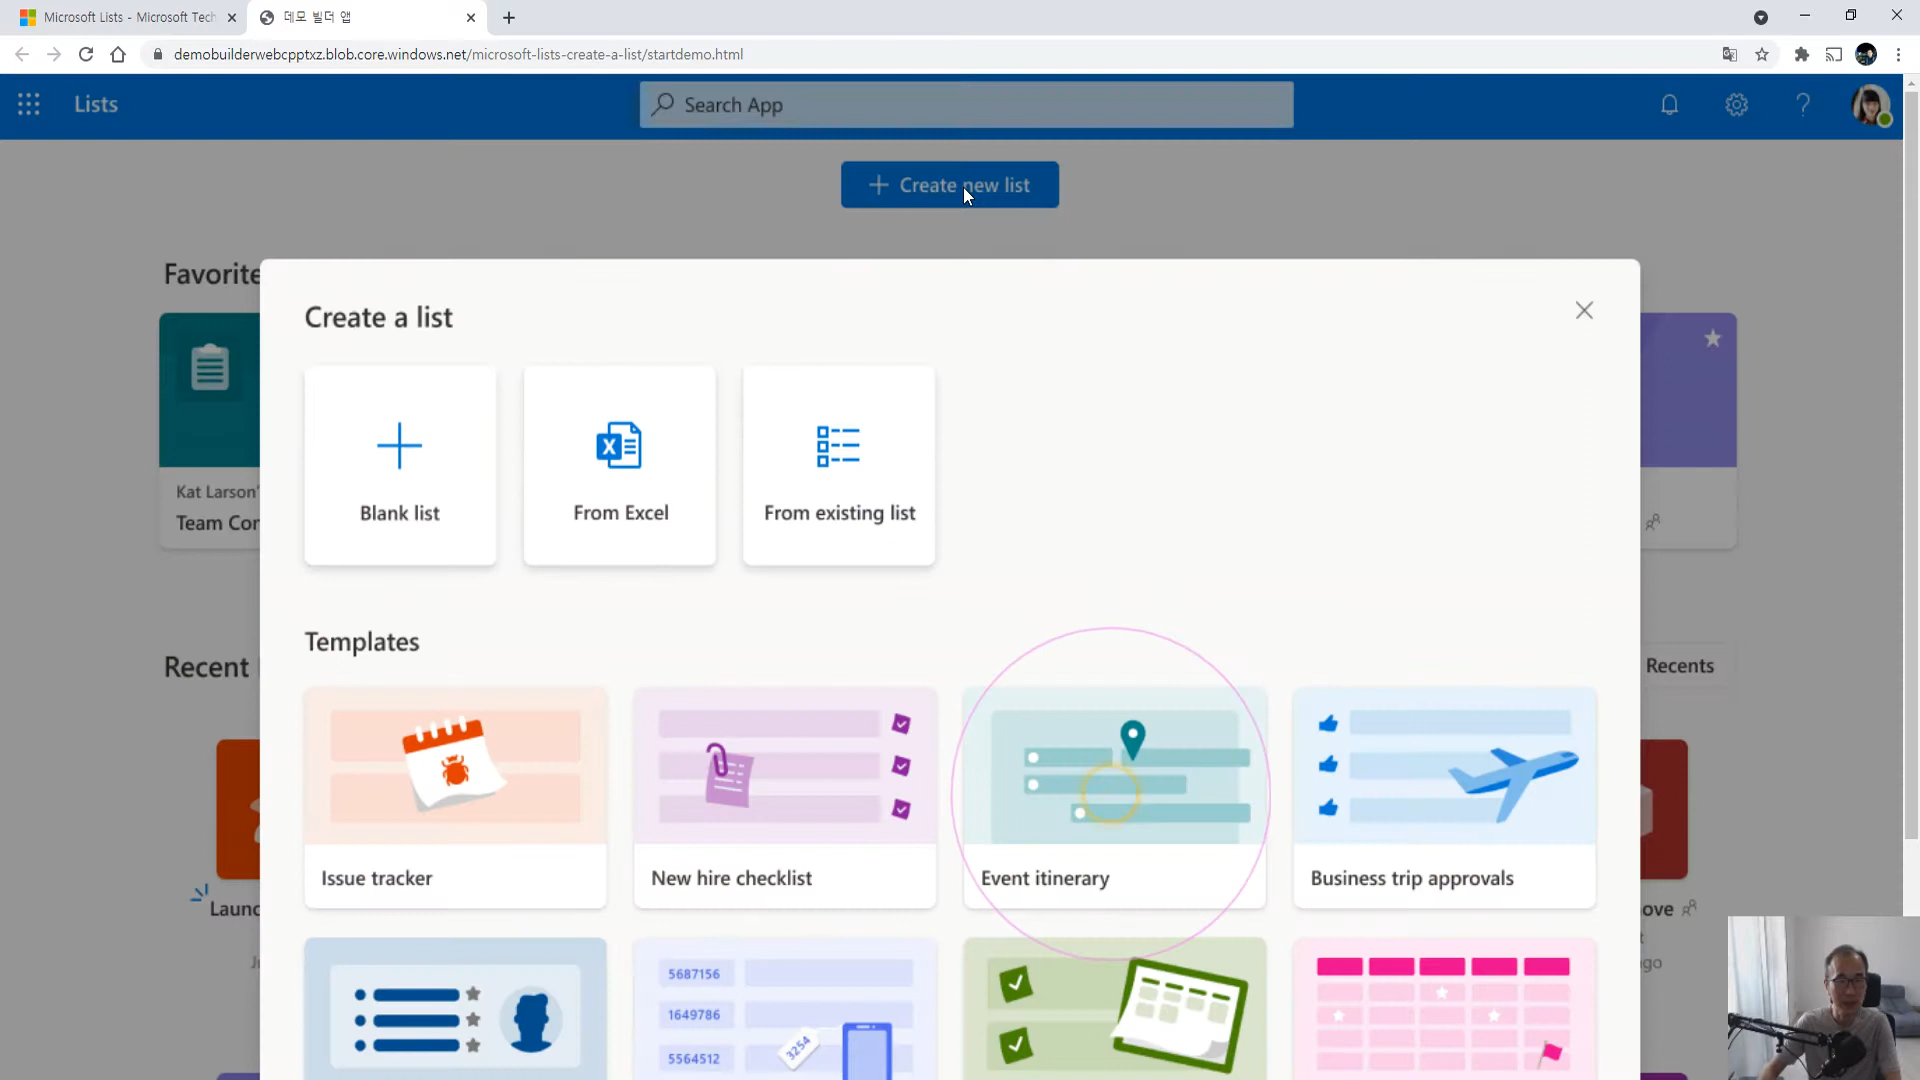 Microsoft Lists - Microsoft Tech
데모 빌더 앱
demobuilderwebcpptxz.blob.core.windows.net/microsoft-lists-create-a-list/startdemo.html
Lists
Search App
Create new list
Favorite
Create a list
Kat Larson'
Team Cor
Blank list
From Excel
From existing list
Templates
Recent
Recents
Issue tracker
New hire checklist
Event itinerary
Business trip approvals
Launc
ove
ago
5687156
1649786
5564512
3254